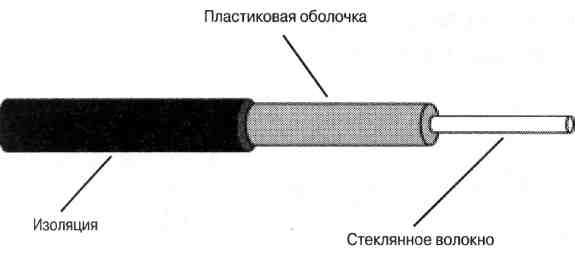 Пластиковая оболочка
Изоляция
Стеклянное волокно